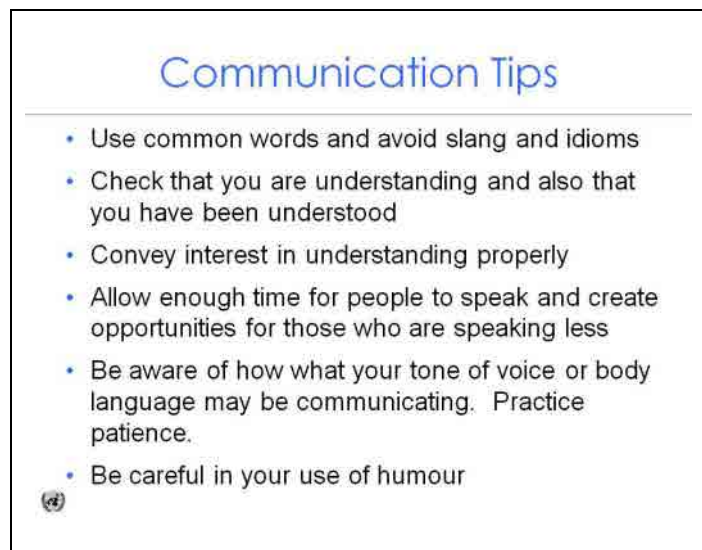 Communication Tips
• Use common words and avoid slang and idioms
• Check that you are understanding and also that
you have been understood
• Convey interest in understanding properly
• Allow enough time for people to speak and create
opportunities for those who are speaking less
• Be aware of how what your tone of voice or body
language may be communicating.  Practice
patience.
• Be careful in your use of humour